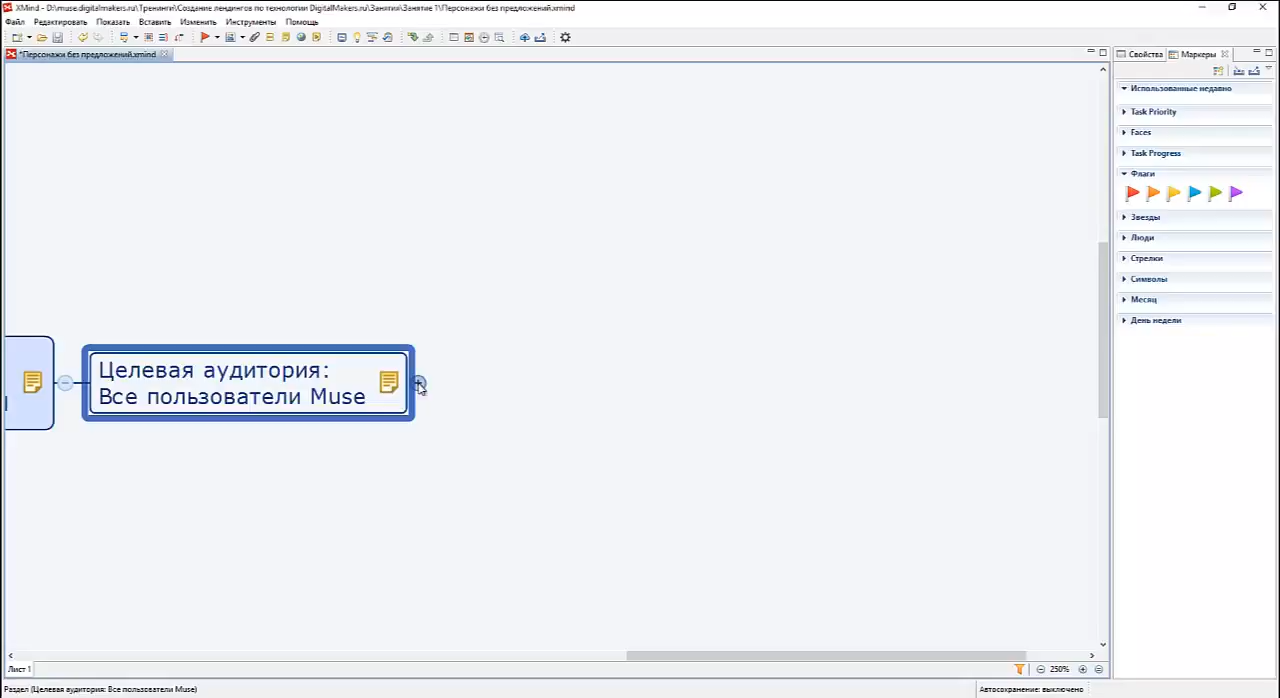 XMind - D:\muse.digitalmakers.ru\Тренинги\Создание лендингов по технологии DigitalMakers.ru\Занятия\Занятие 1\Персонажи без предложений.xmind
Файл Редактировать Показать Вставить Изменить Инструменты Помощь
*Персонажи без предложений.xmind
Свойства Маркеры
Использованные недавно
Task Priority
Faces
Task Progress
Флаги
Звезды
Люди
Стрелки
Символы
Месяц
День недели
Целевая аудитория:
Все пользователи Muse
Лист 1
250%
Раздел (Целевая аудитория: Все пользователи Muse)
Автосохранение: выключено